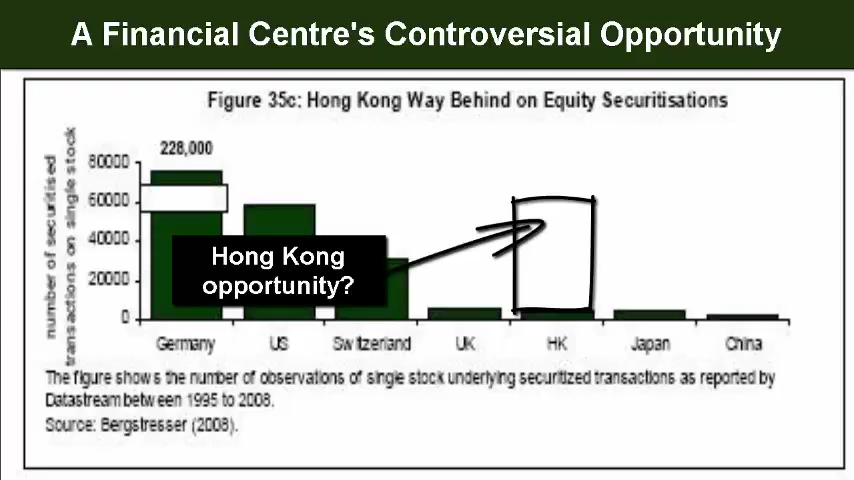 A Financial Centre's Controversial Opportunity
Figure 35c: Hong Kong Way Behind on Equity Securitisations
number of securitised
transactions on single stock
228,000
80000
60000
40000
20000
0
Hong Kong
opportunity?
Germany US Switzerland UK HK Japan China
The figure shows the number of observations of single stock underlying securitized transactions as reported by
Datastream between 1995 to 2008.
Source: Bergstresser (2008).